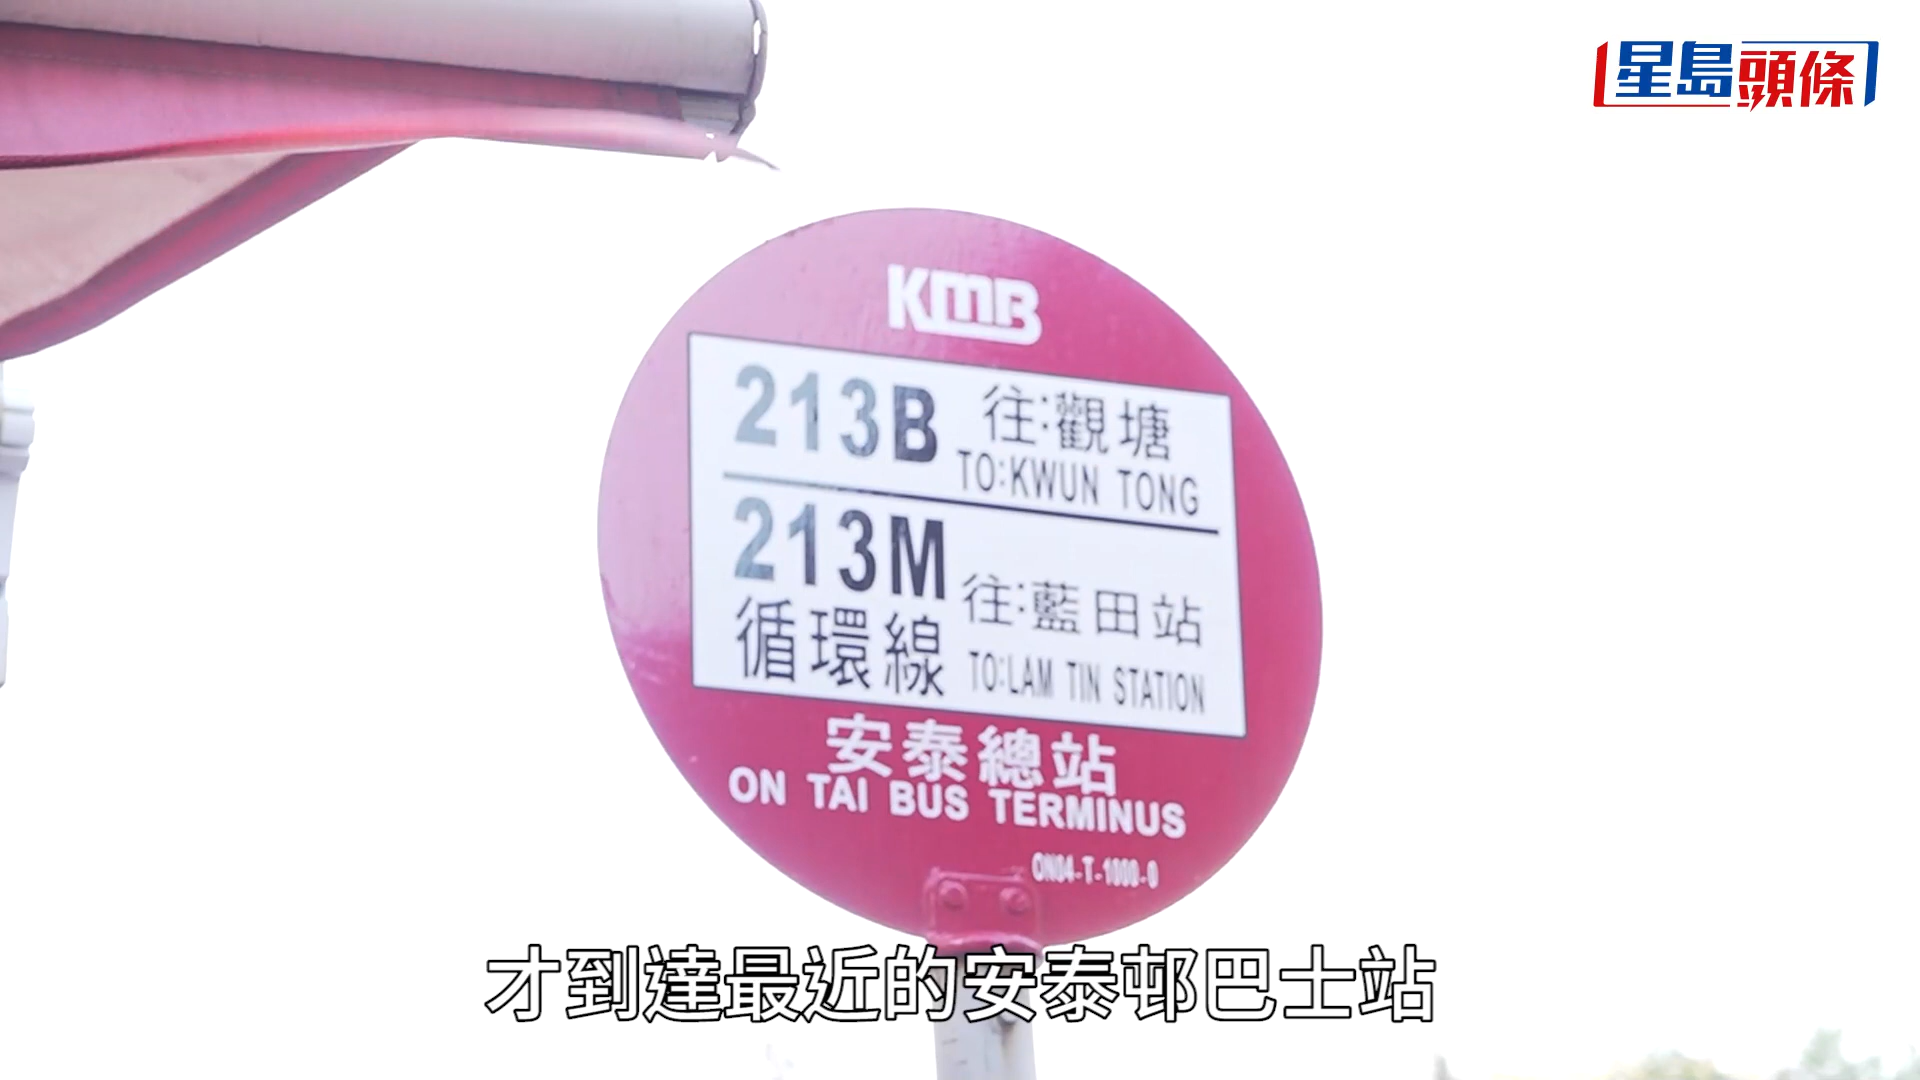 星島頭條
KMB
213B 往:觀塘
TO:KWUN TONG
213M 往:藍田站
循環線 TO:LAM TIN STATION
安泰總站
ON TAI BUS TERMINUS
ON04-T-1000-0
才到達最近的安泰邨巴士站